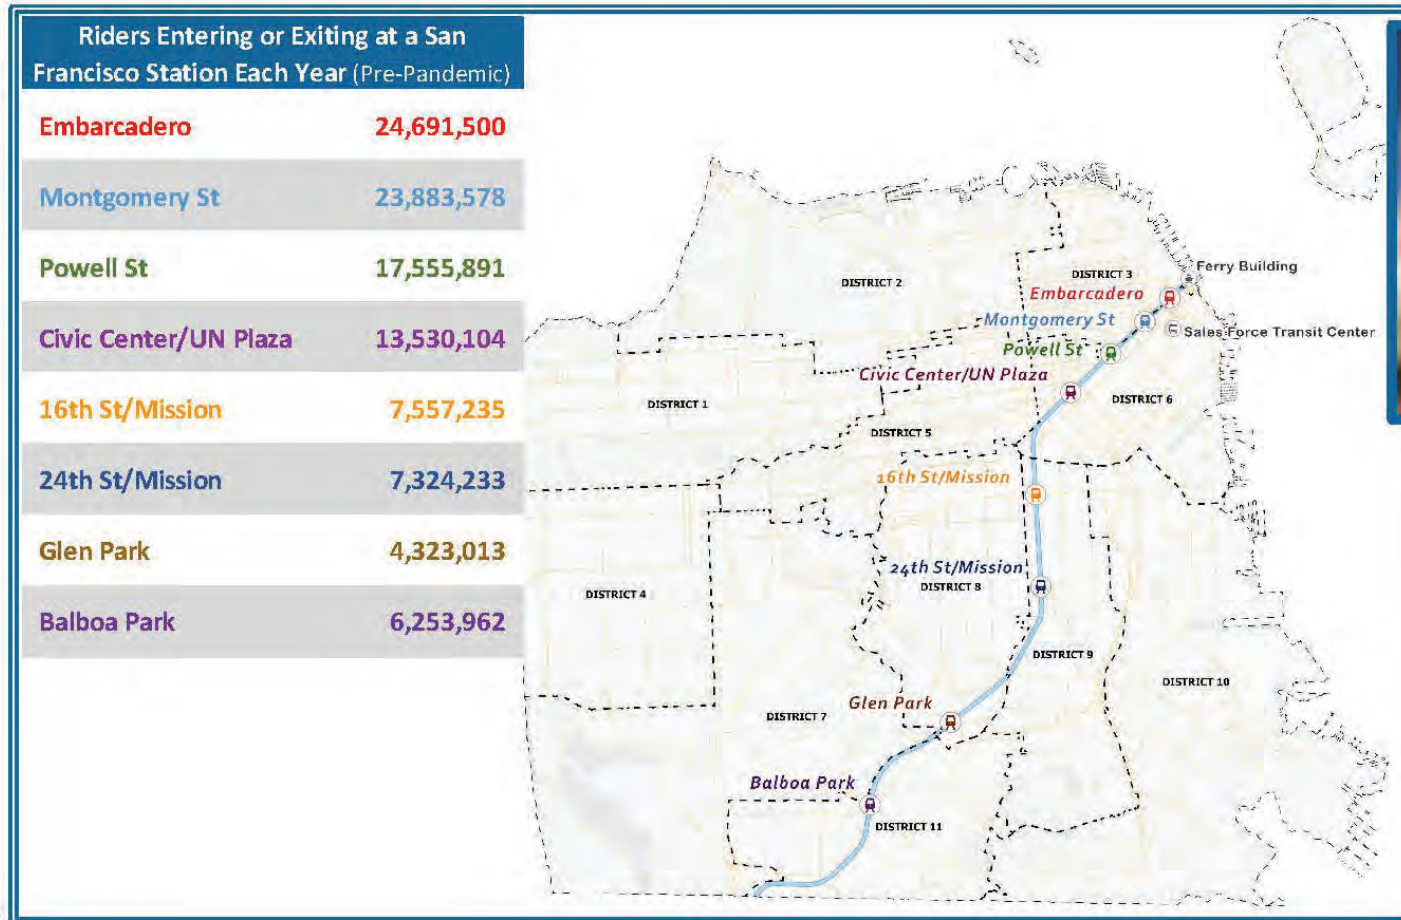 Riders Entering or Exiting at a San
Francisco Station Each Year (Pre-Pandemic)
Embarcadero 24,691,500
Montgomery St 23,883,578
Powell St 17,555,891
Civic Center/UN Plaza 13,530,104
16th St/Mission 7,557,235
24th St/Mission 7,324,233
Glen Park 4,323,013
Balboa Park 6,253,962
Ferry Building
DISTRICT 3
DISTRICT 2
Embarcadero
Montgomery St
Sales Force Transit Center
Powell St
Civic Center/UN Plaza
DISTRICT 1
DISTRICT 6
DISTRICT 5
16th St/Mission
24th St/Mission
DISTRICT 8
DISTRICT 4
DISTRICT 9
DISTRICT 10
Glen Park
DISTRICT 7
Balboa Park
DISTRICT 11